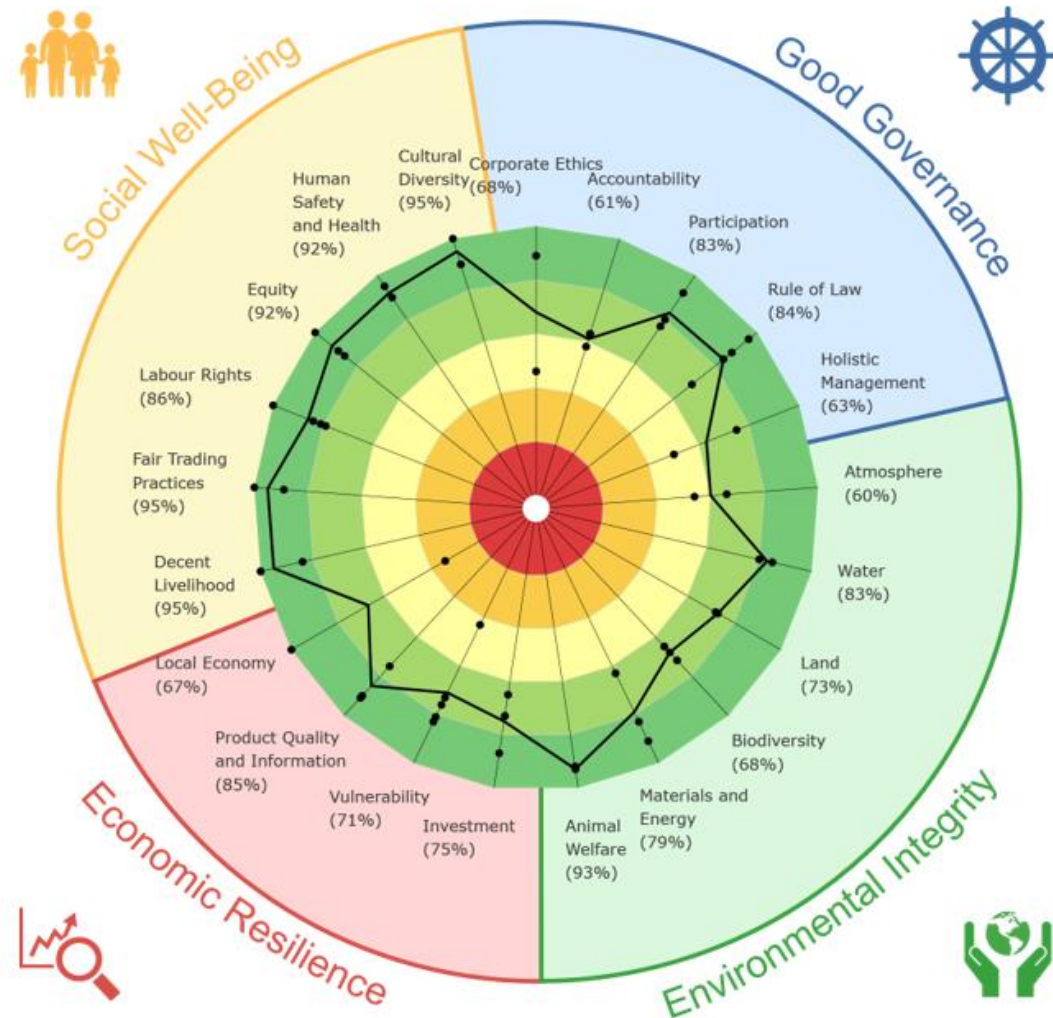 Social Well-Being
Good Governance
Cultural
Diversity
(95%)
Corporate Ethics
(68%)
Accountability
(61%)
Participation
(83%)
Rule of Law
(84%)
Holistic
Management
(63%)
Atmosphere
(60%)
Water
(83%)
Land
(73%)
Biodiversity
(68%)
Materials and
Energy
(79%)
Animal
Welfare
(93%)
Investment
(75%)
Vulnerability
(71%)
Product Quality
and Information
(85%)
Local Economy
(67%)
Decent
Livelihood
(95%)
Fair Trading
Practices
(95%)
Labour Rights
(86%)
Equity
(92%)
Human
Safety
and Health
(92%)
Economic Resilience
Environmental Integrity